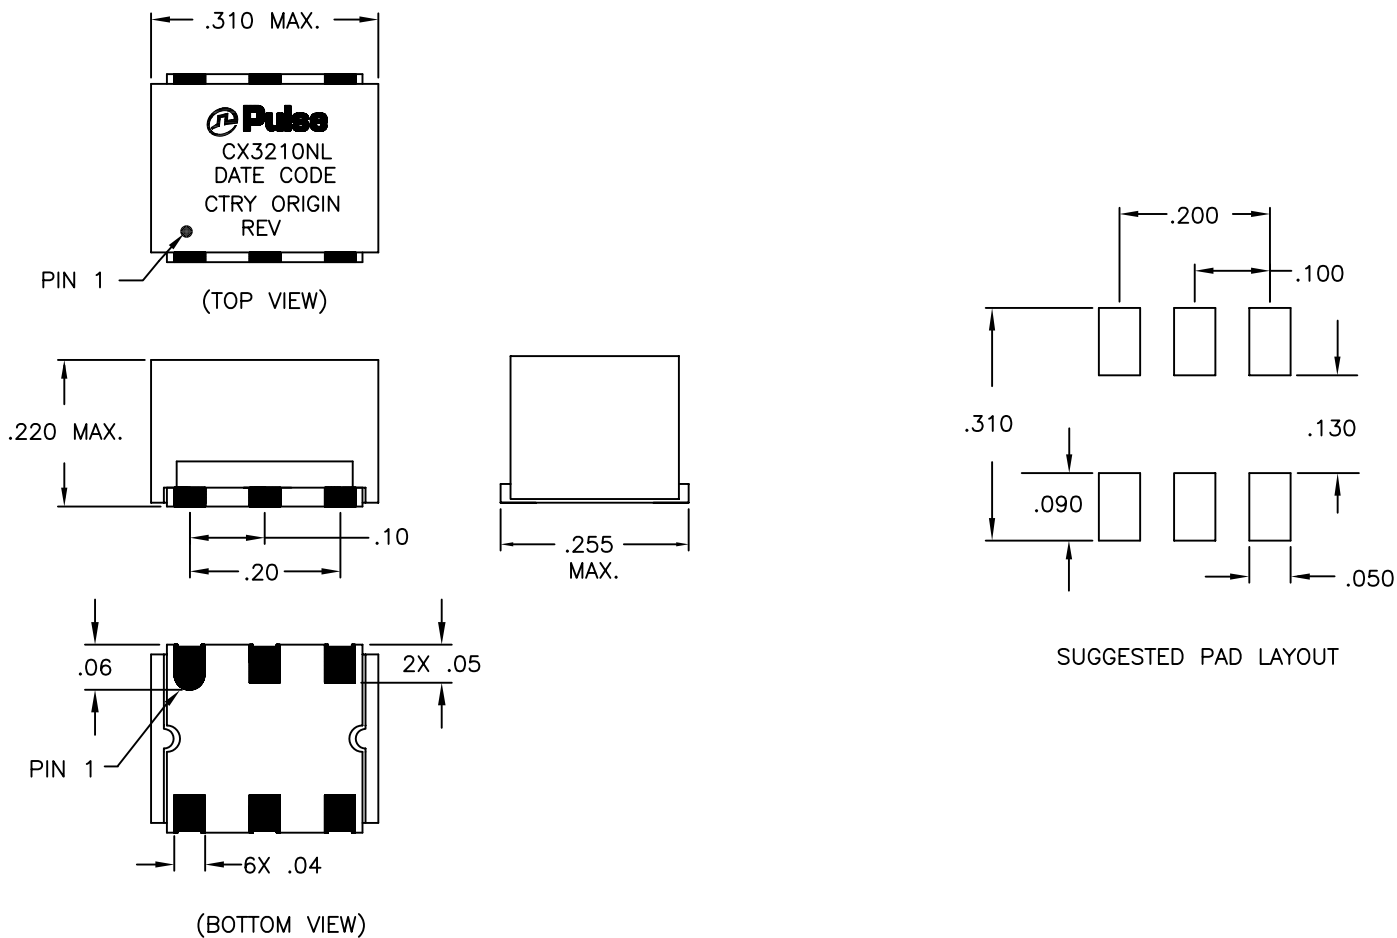 .310 MAX.
Pulse
CX3210NL
DATE CODE
CTRY ORIGIN
REV
PIN 1
(TOP VIEW)
.220 MAX.
.10
.20
.255
MAX.
.06
2X .05
PIN 1
6X .04
(BOTTOM VIEW)
.200
.100
.310
.130
.090
.050
SUGGESTED PAD LAYOUT